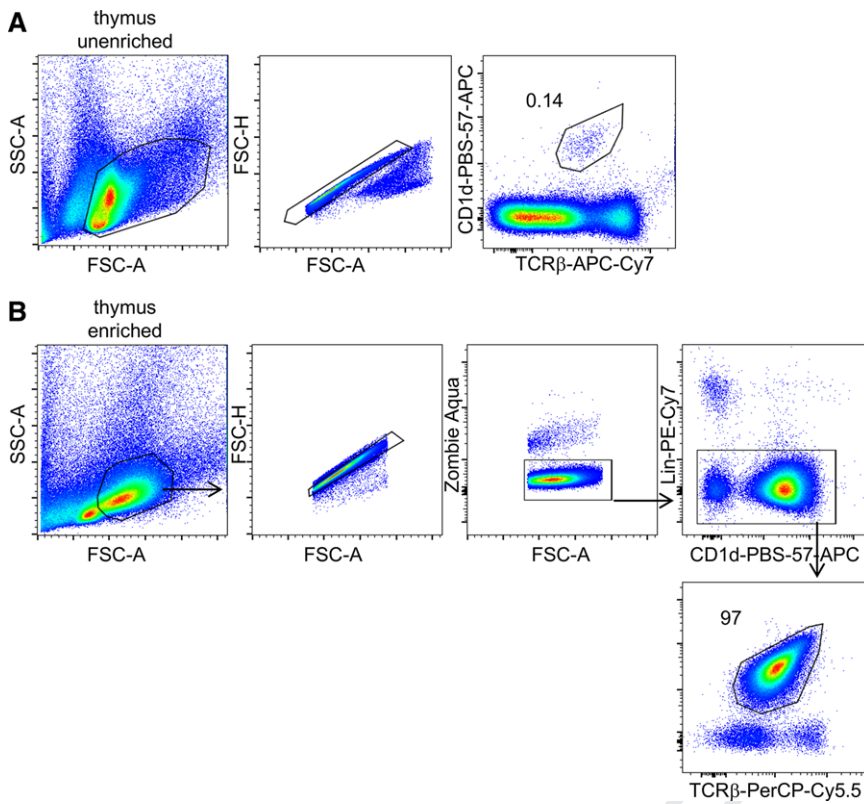 A
thymus
unenriched
SSC-A
FSC-A
FSC-H
FSC-A
CD1d-PBS-57-APC
0.14
TCRβ-APC-Cy7
B
thymus
enriched
SSC-A
FSC-A
FSC-H
FSC-A
Zombie Aqua
FSC-A
Lin-PE-Cy7
CD1d-PBS-57-APC
97
TCRβ-PerCP-Cy5.5